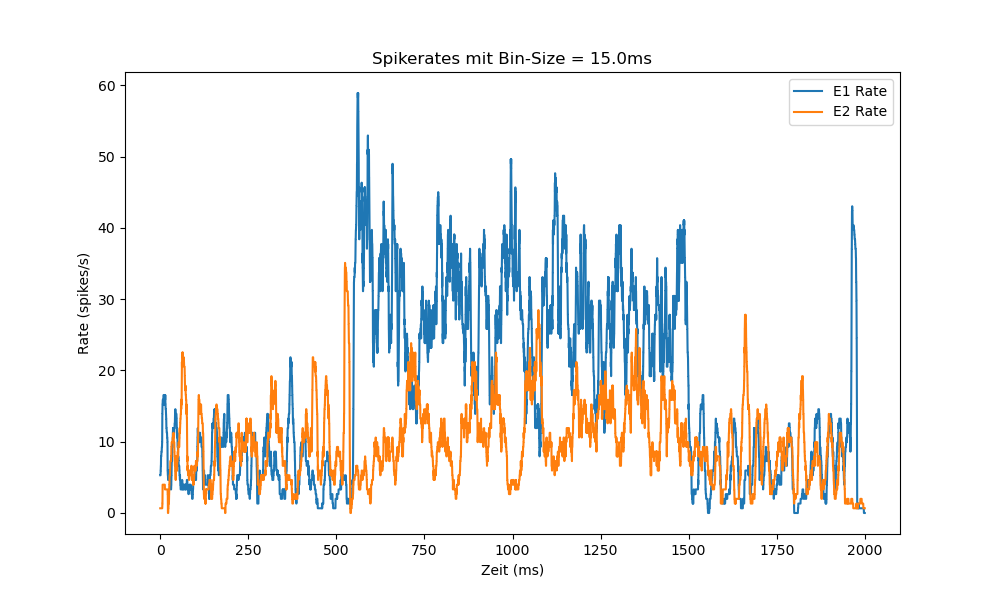 Spikerates mit Bin-Size = 15.0ms
E1 Rate
E2 Rate
60
50
40
30
20
10
0
Rate (spikes/s)
0 250 500 750 1000 1250 1500 1750 2000
Zeit (ms)